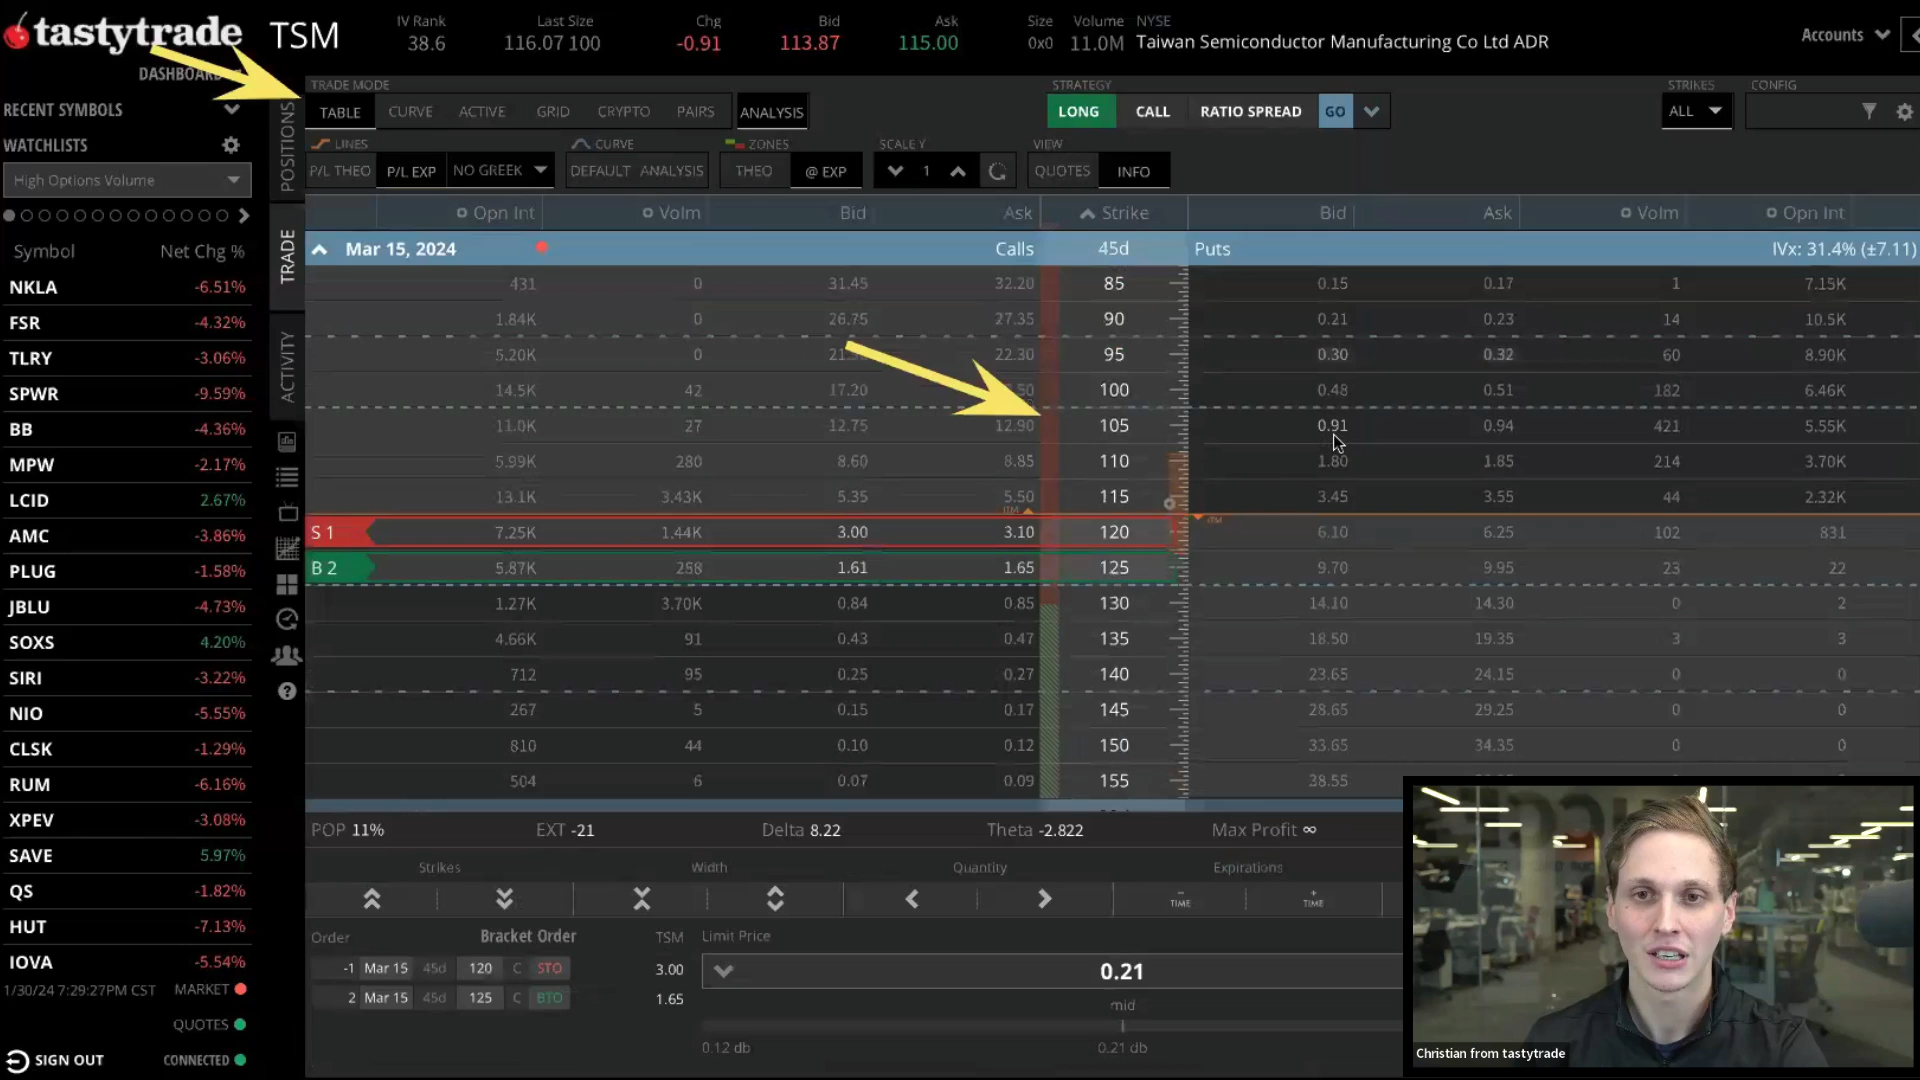 tastytrade
TSM
IV Rank
38.6
Last Size
116.07 100
Chg
-0.91
Bid
113.87
Ask
115.00
Size
0x0
Volume
11.0M
NYSE
Taiwan Semiconductor Manufacturing Co Ltd ADR
Accounts
TRADE MODE
TABLE CURVE ACTIVE GRID CRYPTO PAIRS ANALYSIS
STRATEGY
LONG CALL RATIO SPREAD GO
STRIKES
ALL
CONFIG
LINES
P/L THEO P/L EXP NO GREEK
CURVE
DEFAULT ANALYSIS
ZONES
THEO @ EXP
SCALE Y
1
VIEW
QUOTES INFO
RECENT SYMBOLS
WATCHLISTS
High Options Volume
Symbol Net Chg %
NKLA -6.51%
FSR -4.32%
TLRY -3.06%
SPWR -9.59%
BB -4.36%
MPW -2.17%
LCID 2.67%
AMC -3.86%
PLUG -1.58%
JBLU -4.73%
SOXS 4.20%
SIRI -3.22%
NIO -5.55%
CLSK -1.29%
RUM -6.16%
XPEV -3.08%
SAVE 5.97%
QS -1.82%
HUT -7.13%
IOVA -5.54%
1/30/24 7:29:27PM CST MARKET
QUOTES
SIGN OUT CONNECTED
POSITIONS
TRADE
ACTIVITY
Opn Int Volm Bid Ask Strike Bid Ask Volm Opn Int
Mar 15, 2024 Calls 45d Puts IVx: 31.4% (±7.11)
431 0 31.45 32.20 85 0.15 0.17 1 7.15K
1.84K 0 26.75 27.35 90 0.21 0.23 14 10.5K
5.20K 0 22.30 95 0.30 0.32 60 8.90K
14.5K 42 17.20 100 0.48 0.51 182 6.46K
11.0K 27 12.75 12.90 105 0.91 0.94 421 5.55K
5.99K 280 8.60 8.85 110 1.80 1.85 214 3.70K
13.1K 3.43K 5.35 5.50 115 3.45 3.55 44 2.32K
ITM
ITM
S 1 7.25K 1.44K 3.00 3.10 120 6.10 6.25 102 831
B 2 5.87K 258 1.61 1.65 125 9.70 9.95 23 22
1.27K 3.70K 0.84 0.85 130 14.10 14.30 0 2
4.66K 91 0.43 0.47 135 18.50 19.35 3 3
712 95 0.25 0.27 140 23.65 24.15 0 0
267 5 0.15 0.17 145 28.65 29.25 0 0
810 44 0.10 0.12 150 33.65 34.35 0 0
504 6 0.07 0.09 155 38.55
POP 11% EXT -21 Delta 8.22 Theta -2.822 Max Profit ∞
Strikes Width Quantity Expirations
TIME TIME
Order Bracket Order TSM Limit Price
-1 Mar 15 45d 120 C STO 3.00
2 Mar 15 45d 125 C BTO 1.65
0.21
mid
0.12 db 0.21 db
Christian from tastytrade